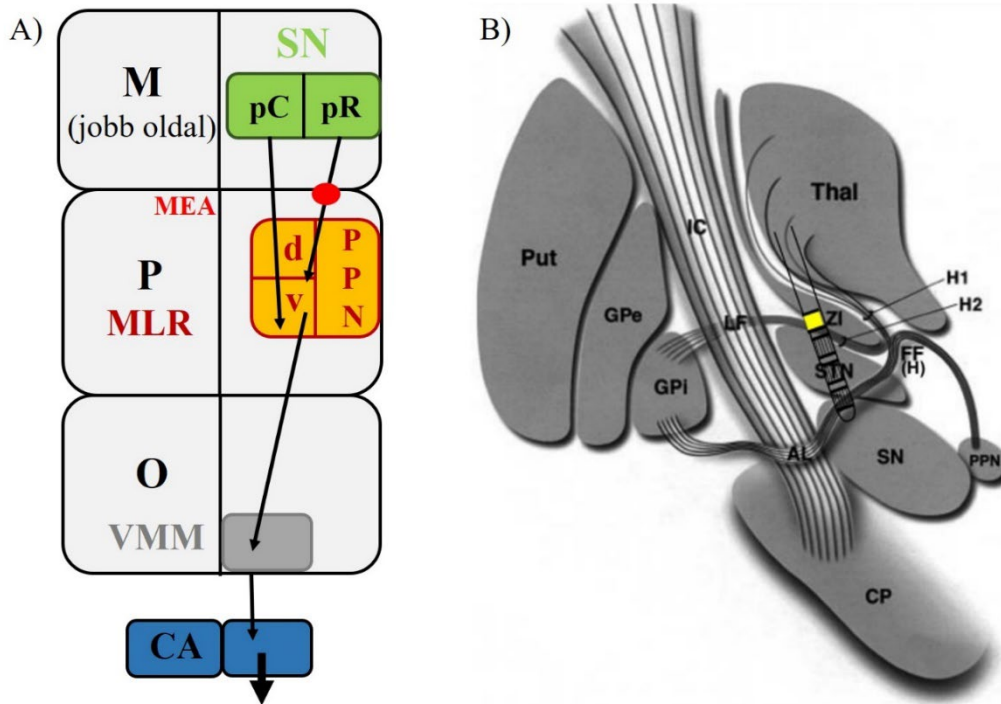 A)
SN
M
(jobb oldal)
pC
pR
MEA
P
MLR
d
v
P
P
N
O
VMM
CA
B)
Put
GPe
GPi
IC
LF
AL
Thal
ZI
STN
H1
H2
FF
(H)
SN
PPN
CP